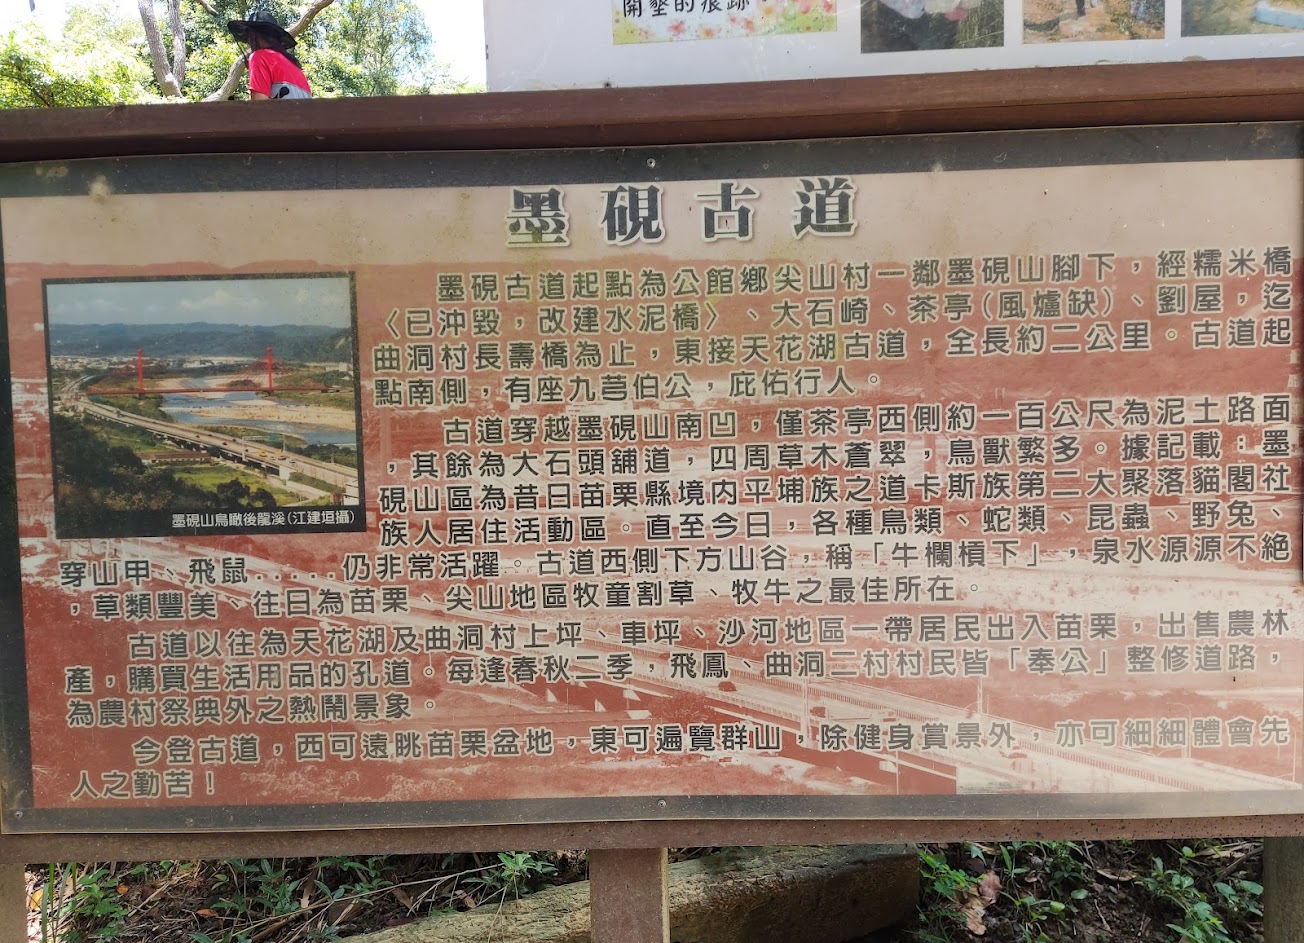 開墾的痕跡
墨硯古道
墨硯古道起點為公館鄉尖山村一鄰墨硯山腳下，經糯米橋
〈已沖毀，改建水泥橋〉、大石崎、茶亭(風爐缺)、劉屋，迄
曲洞村長壽橋為止，東接天花湖古道，全長約二公里。古道起
點南側，有座九芎伯公，庇佑行人。
古道穿越墨硯山南凹，僅茶亭西側約一百公尺為泥土路面
，其餘為大石頭舖道，四周草木蒼翠，鳥獸繁多。據記載：墨
硯山區為昔日苗栗縣境內平埔族之道卡斯族第二大聚落貓閣社
族人居住活動區。直至今日，各種鳥類、蛇類、昆蟲、野兔、
墨硯山鳥瞰後龍溪(江建垣攝)
穿山甲、飛鼠.....仍非常活躍。古道西側下方山谷，稱「牛欄槓下」，泉水源源不絕
，草類豐美、往日為苗栗、尖山地區牧童割草、牧牛之最佳所在。
古道以往為天花湖及曲洞村上坪、車坪、沙河地區一帶居民出入苗栗，出售農林
產，購買生活用品的孔道。每逢春秋二季，飛鳳、曲洞二村村民皆「奉公」整修道路，
為農村祭典外之熱鬧景象。
今登古道，西可遠眺苗栗盆地，東可遍覽群山，除健身賞景外，亦可細細體會先
人之勤苦！